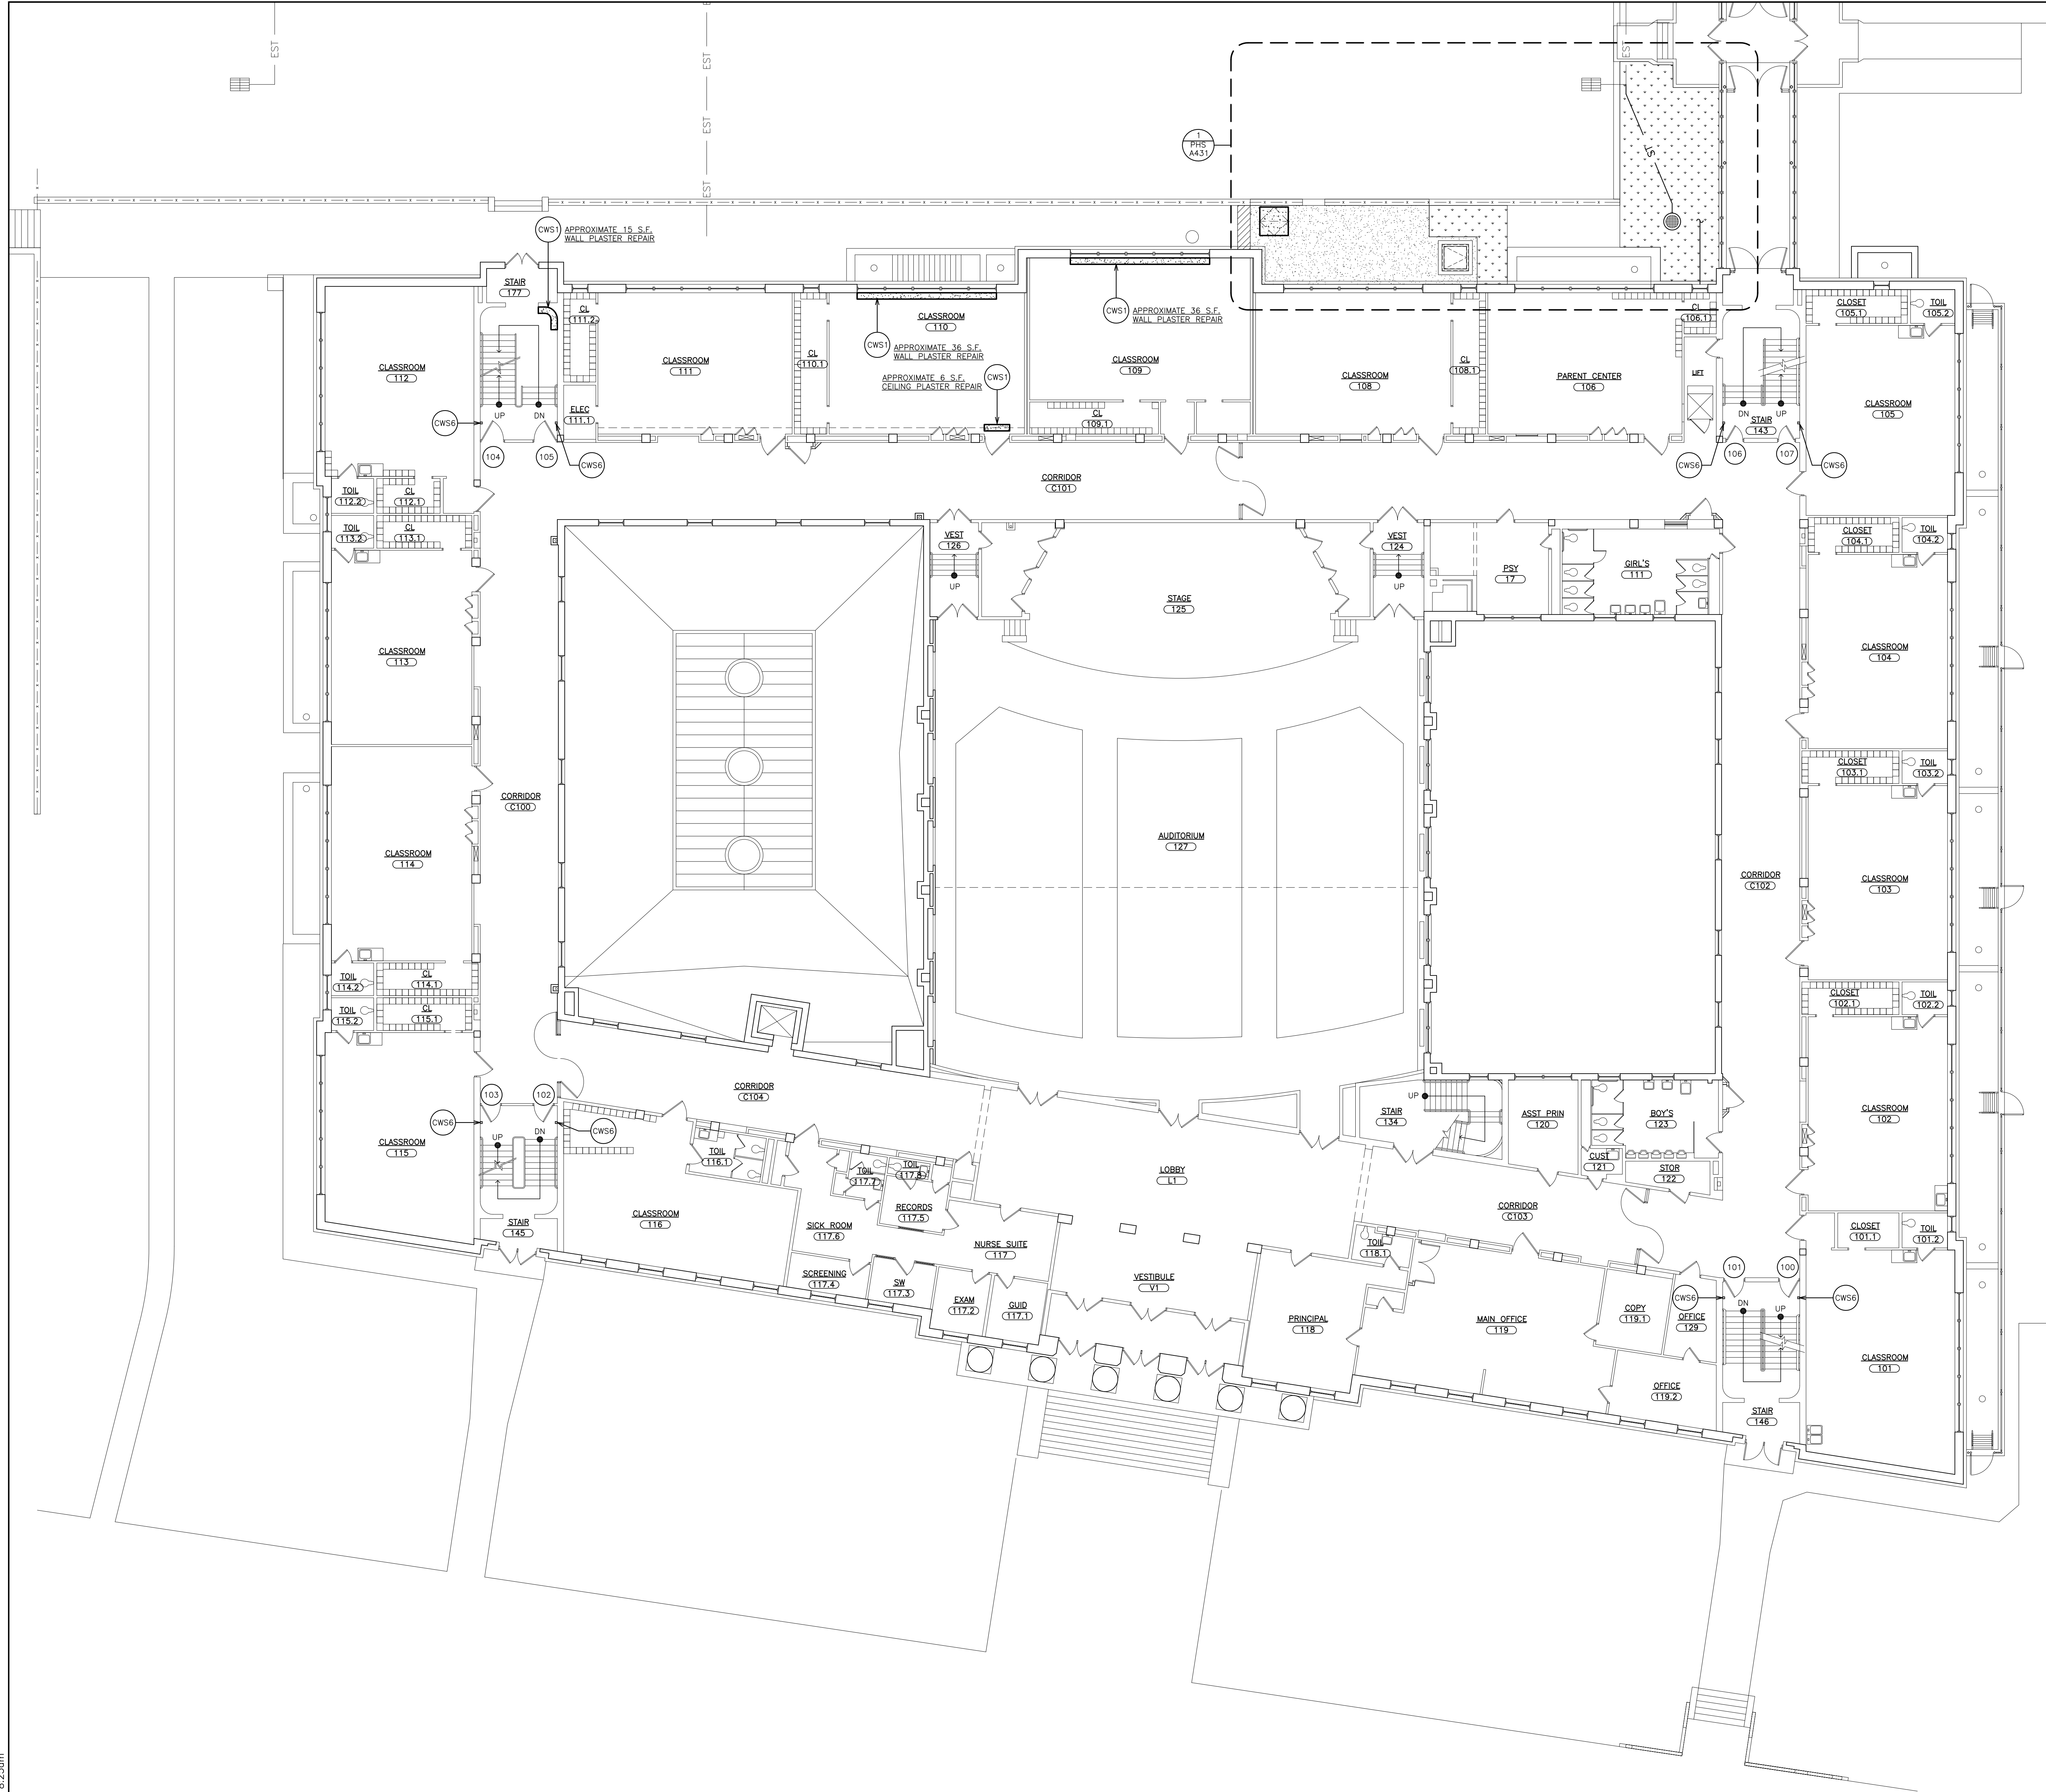 EST
EST
EST
EST
EST
ST
1
PHS
A431
CWS1
APPROXIMATE 15 S.F.
WALL PLASTER REPAIR
STAIR
177
CLASSROOM
112
CL
111.2
CLASSROOM
111
ELEC
111.1
CL
110.1
CLASSROOM
110
CWS1
APPROXIMATE 36 S.F.
WALL PLASTER REPAIR
APPROXIMATE 6 S.F.
CEILING PLASTER REPAIR
CWS1
CWS1
APPROXIMATE 36 S.F.
WALL PLASTER REPAIR
CLASSROOM
109
CL
109.1
CLASSROOM
108
CL
108.1
PARENT CENTER
106
CL
106.1
LIFT
CLOSET
105.1
TOIL
105.2
CLASSROOM
105
UP
DN
CWS6
104
105
CWS6
DN
UP
STAIR
143
CWS6
106
107
CWS6
CORRIDOR
C101
TOIL
112.2
CL
112.1
TOIL
113.2
CL
113.1
VEST
126
UP
STAGE
125
VEST
124
UP
PSY
17
GIRL'S
111
CLOSET
104.1
TOIL
104.2
CLASSROOM
113
CLASSROOM
104
CORRIDOR
C100
CLOSET
103.1
TOIL
103.2
CLASSROOM
114
AUDITORIUM
127
CORRIDOR
C102
CLASSROOM
103
TOIL
114.2
CL
114.1
TOIL
115.2
CL
115.1
CLOSET
102.1
TOIL
102.2
CORRIDOR
C104
103
102
CWS6
CWS6
UP
DN
CLASSROOM
115
STAIR
145
UP
STAIR
134
ASST PRIN
120
BOY'S
123
CUST
121
STOR
122
CLASSROOM
102
TOIL
116.1
TOIL
117.7
TOIL
117.8
RECORDS
117.5
CLASSROOM
116
SICK ROOM
117.6
NURSE SUITE
117
SCREENING
117.4
SW
117.3
EXAM
117.2
GUID
117.1
LOBBY
L1
VESTIBULE
V1
CORRIDOR
C103
TOIL
118.1
PRINCIPAL
118
MAIN OFFICE
119
COPY
119.1
OFFICE
129
OFFICE
119.2
CLOSET
101.1
TOIL
101.2
101
100
CWS6
CWS6
DN
UP
CLASSROOM
101
STAIR
146